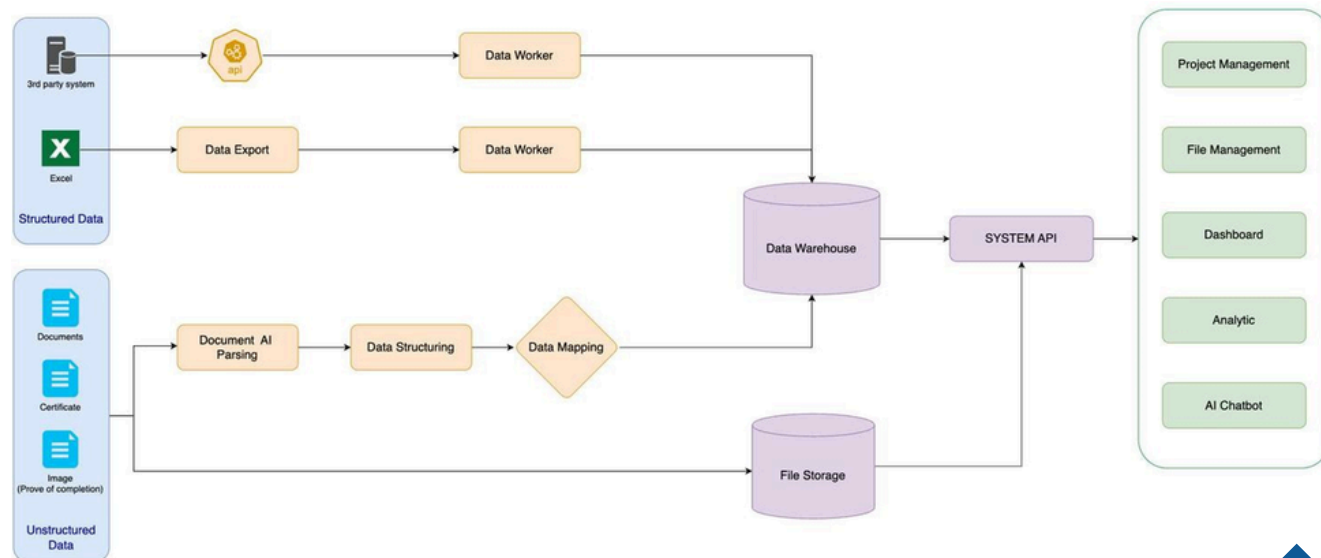 3rd party system
api
Data Worker
Project Management
Excel
Data Export
Data Worker
File Management
Structured Data
Data Warehouse
SYSTEM API
Dashboard
Documents
Document AI
Parsing
Data Structuring
Data Mapping
Analytic
Certificate
AI Chatbot
Image
(Prove of completion)
File Storage
Unstructured
Data